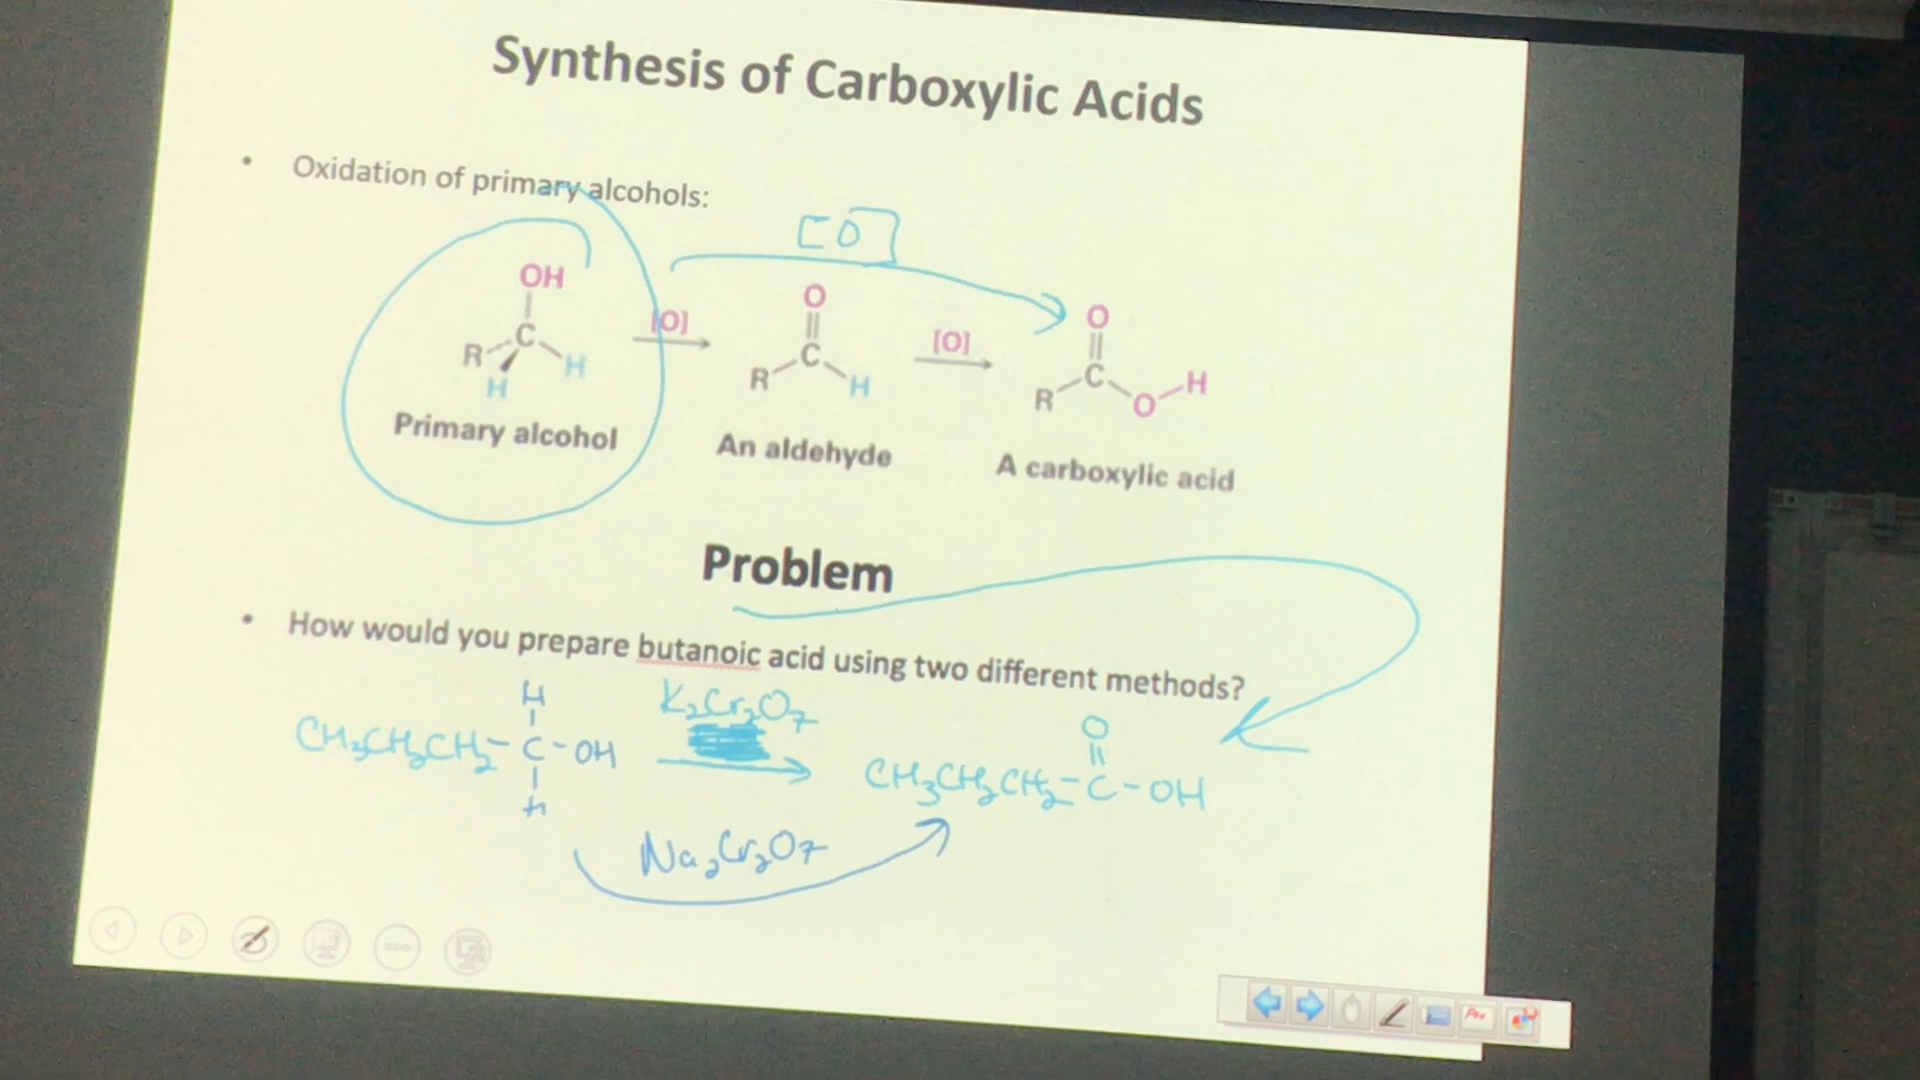 Synthesis of Carboxylic Acids
• Oxidation of primary alcohols:
[O]
OH
R C H
H
[O]
O
C
R H
[O]
O
C
R O H
Primary alcohol
An aldehyde
A carboxylic acid
Problem
• How would you prepare butanoic acid using two different methods?
H
CH3CH2CH2-C-OH
H
K2Cr2O7
O
CH3CH2CH2-C-OH
Na2Cr2O7